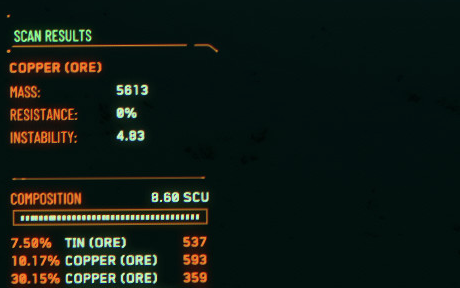 SCAN RESULTS
COPPER (ORE)
MASS: 5613
RESISTANCE: 0%
INSTABILITY: 4.83
COMPOSITION 8.60 SCU
7.50% TIN (ORE) 537
10.17% COPPER (ORE) 593
30.15% COPPER (ORE) 359